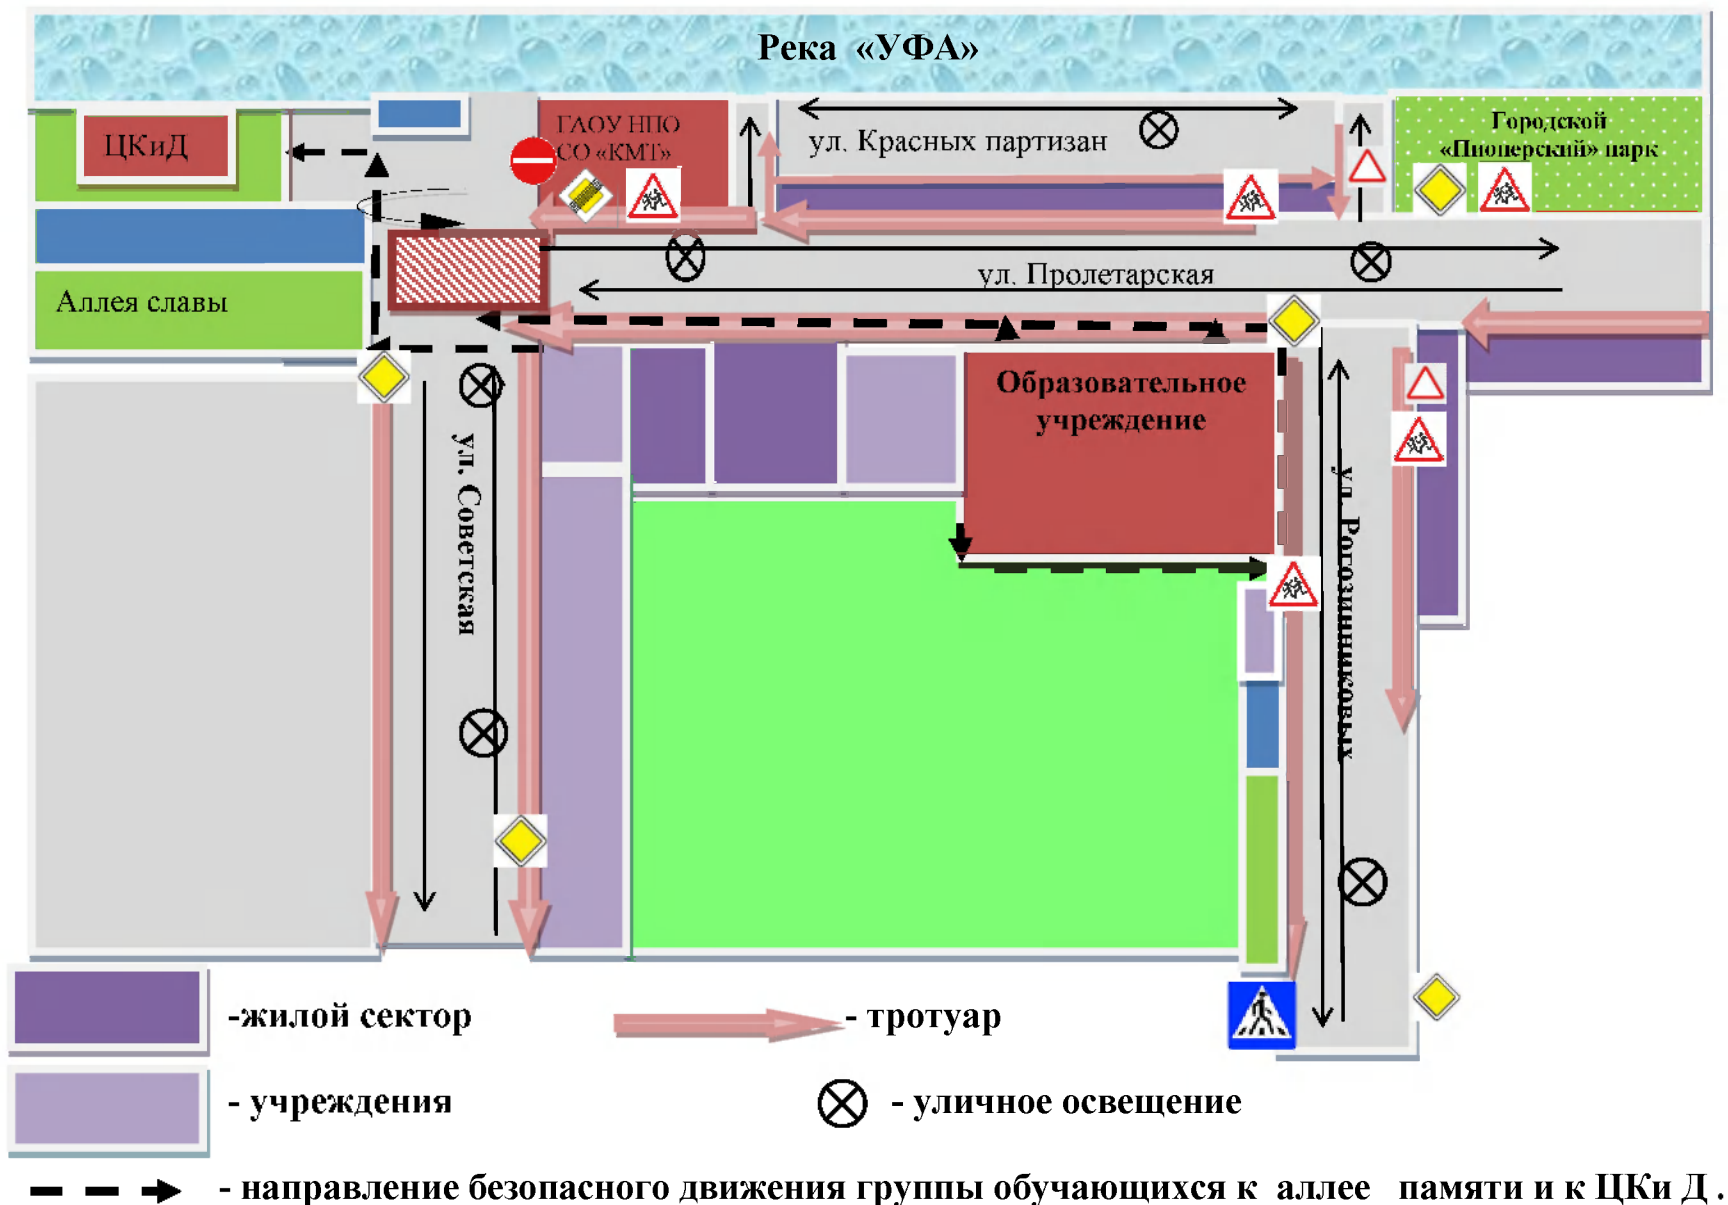 Река «УФА»
ЦКиД
ГАОУ НПО
СО «КМТ»
ул. Красных партизан
Городской
«Пионерский» парк
Аллея славы
ул. Пролетарская
Образовательное
учреждение
ул. Советская
ул. Рогозинниковых
-жилой сектор
- тротуар
- учреждения
- уличное освещение
- направление безопасного движения группы обучающихся к аллее памяти и к ЦКи Д .